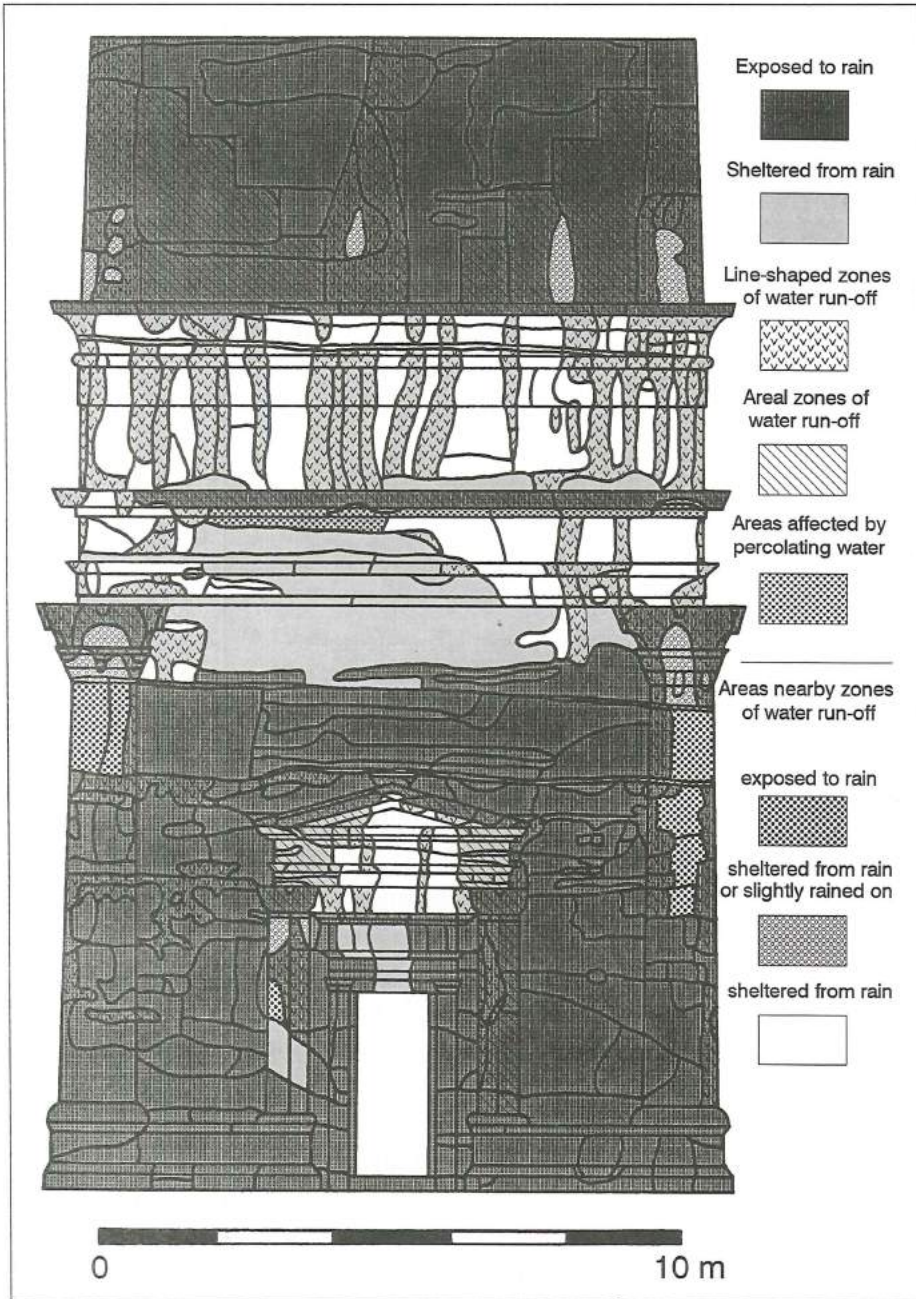 Exposed to rain
Sheltered from rain
Line-shaped zones
of water run-off
Areal zones of
water run-off
Areas affected by
percolating water
Areas nearby zones
of water run-off
exposed to rain
sheltered from rain
or slightly rained on
sheltered from rain
0
10 m